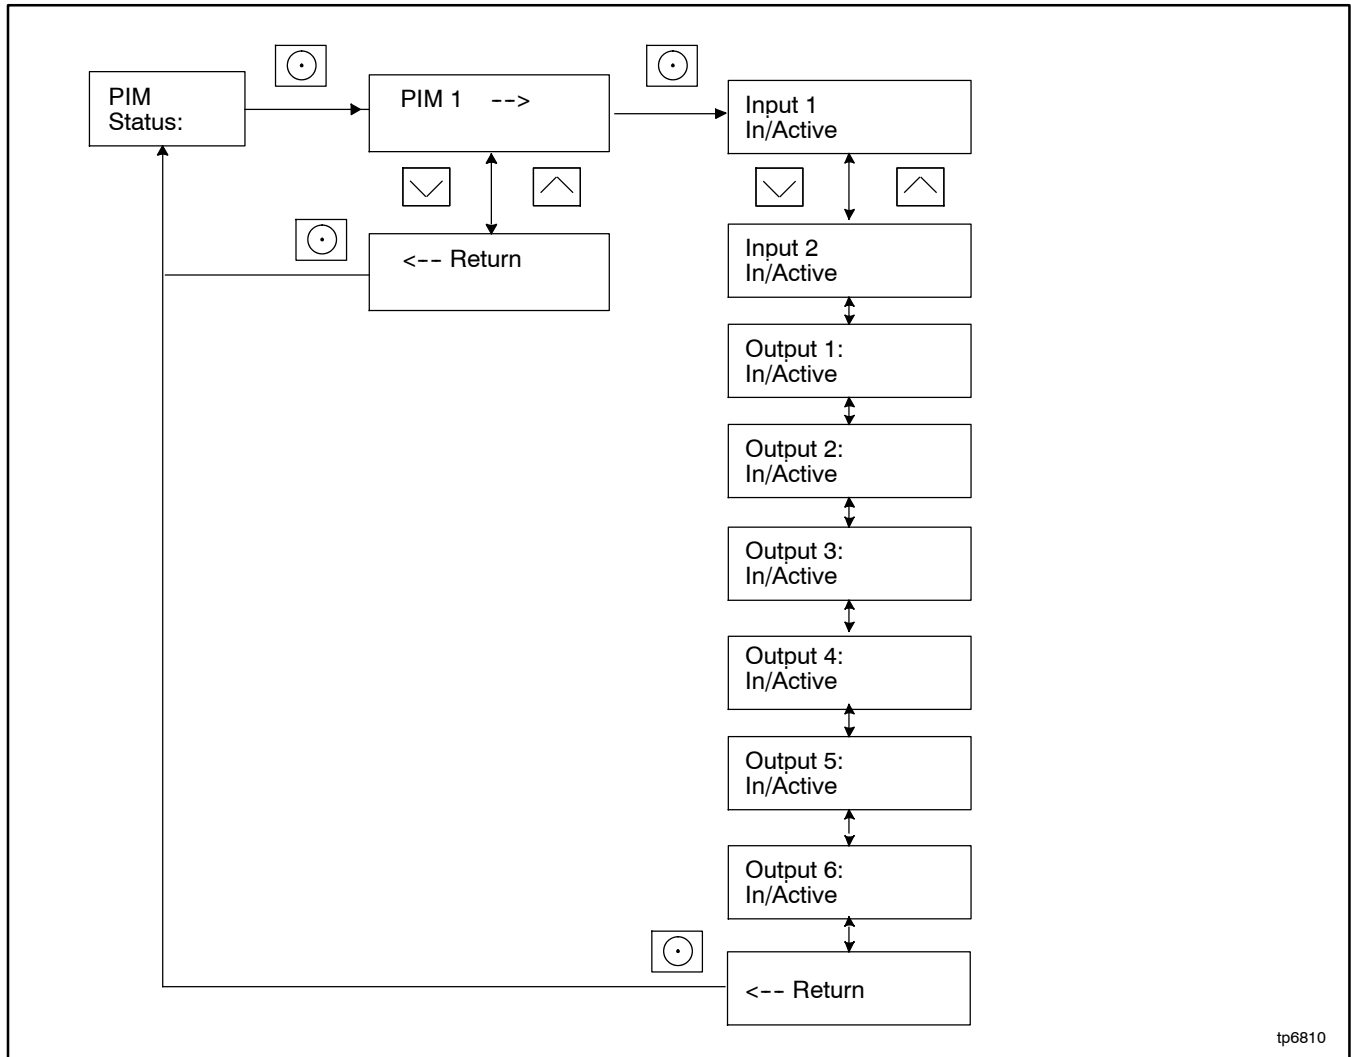 PIM
Status:
PIM 1 -->
Input 1
In/Active
<-- Return
Input 2
In/Active
Output 1:
In/Active
Output 2:
In/Active
Output 3:
In/Active
Output 4:
In/Active
Output 5:
In/Active
Output 6:
In/Active
<-- Return
tp6810